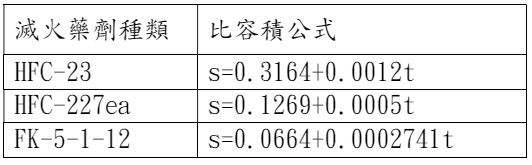 滅火藥劑種類 比容積公式
HFC-23 s=0.3164+0.0012t
HFC-227ea s=0.1269+0.0005t
FK-5-1-12 s=0.0664+0.0002741t